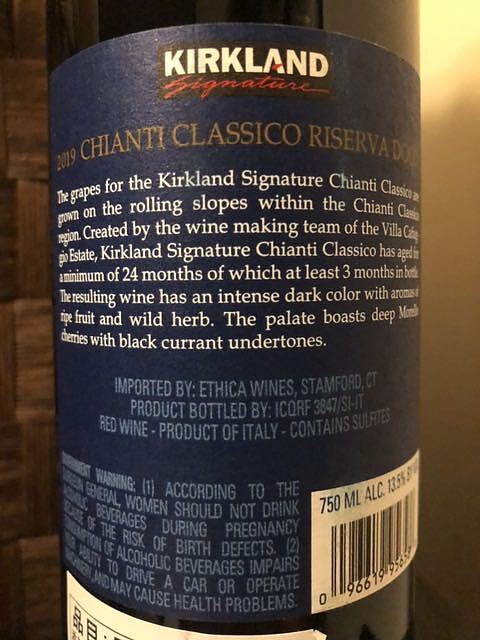 KIRKLAND
Signature
2019 CHIANTI CLASSICO RISERVA
The grapes for the Kirkland Signature Chianti Classico are
grown on the rolling slopes within the Chianti Classico
region. Created by the wine making team of the Villa
gio Estate, Kirkland Signature Chianti Classico has aged for
a minimum of 24 months of which at least 3 months in bottle.
The resulting wine has an intense dark color with aromas of
ripe fruit and wild herb. The palate boasts deep Morello
cherries with black currant undertones.
IMPORTED BY: ETHICA WINES, STAMFORD, CT
PRODUCT BOTTLED BY: ICQRF 3847/SI-IT
RED WINE - PRODUCT OF ITALY - CONTAINS SULFITES
WARNING: (1) ACCORDING TO THE
GENERAL, WOMEN SHOULD NOT DRINK
BEVERAGES DURING PREGNANCY
OF THE RISK OF BIRTH DEFECTS. (2)
OF ALCOHOLIC BEVERAGES IMPAIRS
ABILITY TO DRIVE A CAR OR OPERATE
AND MAY CAUSE HEALTH PROBLEMS.
750 ML ALC. 13.5% BY
0 96619
品目